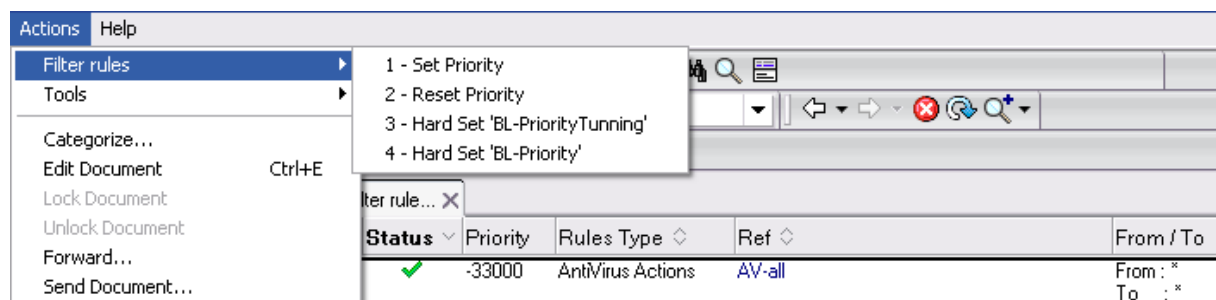 Actions Help
Filter rules
1 - Set Priority
Tools
2 - Reset Priority
3 - Hard Set 'BL-PriorityTunning'
Categorize...
4 - Hard Set 'BL-Priority'
Edit Document Ctrl+E
Lock Document
lter rule...
Unlock Document
Status Priority Rules Type Ref From / To
Forward...
-33000 AntiVirus Actions AV-all From : *
Send Document...
To : *